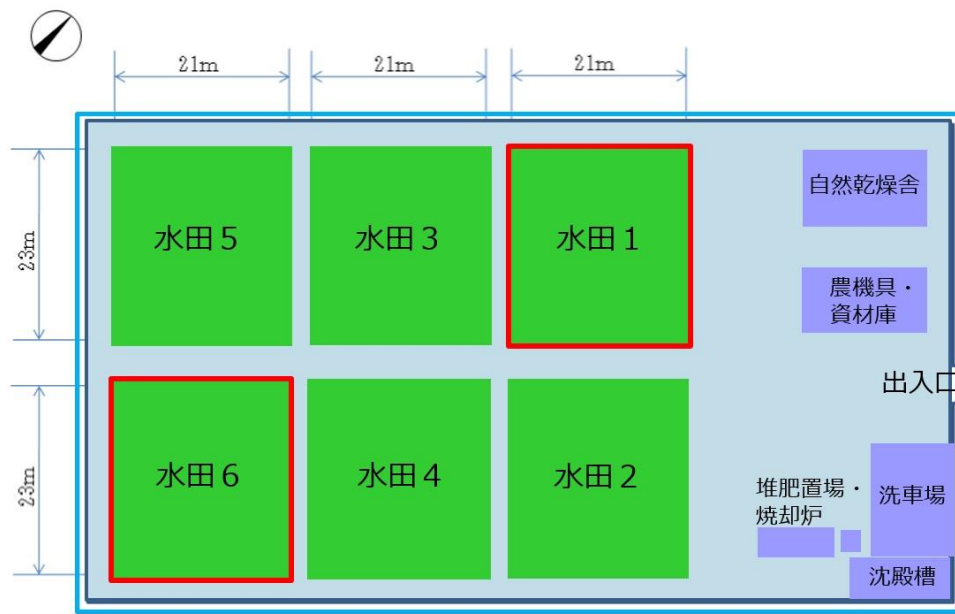 21m
21m
21m
23m
水田５
水田３
水田１
自然乾燥舎
農機具・
資材庫
出入口
23m
水田６
水田４
水田２
堆肥置場・
焼却炉
洗車場
沈殿槽